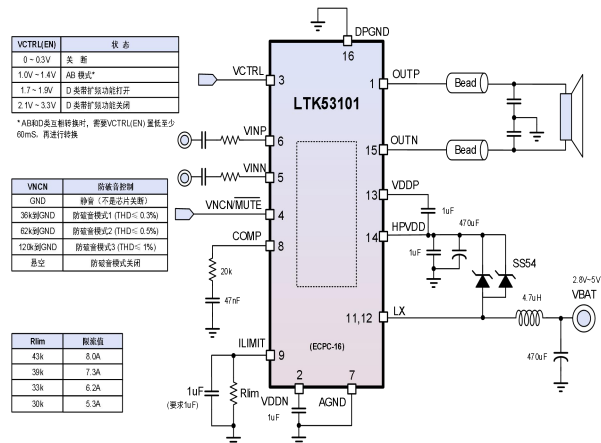 VCTRL(EN) 状 态
0 ~ 0.3V 关 断
1.0V ~ 1.4V AB 模式*
1.7 ~ 1.9V D 类带扩频功能打开
2.1V ~ 3.3V D 类带扩频功能关闭
* AB和D类互相转换时，需要VCTRL(EN) 置低至少
60mS，再进行转换
VNCN 防破音控制
GND 静音（不是芯片关断）
36k到GND 防破音模式1 (THD≤ 0.3%)
62k到GND 防破音模式2 (THD≤ 0.5%)
120k到GND 防破音模式3 (THD≤ 1%)
悬空 防破音模式关闭
Rlim 限流值
43k 8.0A
39k 7.3A
33k 6.2A
30k 5.3A
DPGND
16
VCTRL
3
LTK53101
1
OUTP
Bead
VINP
6
OUTN
15
Bead
VINN
5
VDDP
13
1uF
VNCN/MUTE
4
HPVDD
14
1uF
470uF
COMP
8
20k
47nF
SS54
2.8V~5V
VBAT
4.7uH
LX
11,12
(ECPC-16)
470uF
ILIMIT
9
1uF
(要求1uF)
Rlim
2
VDDN
1uF
7
AGND